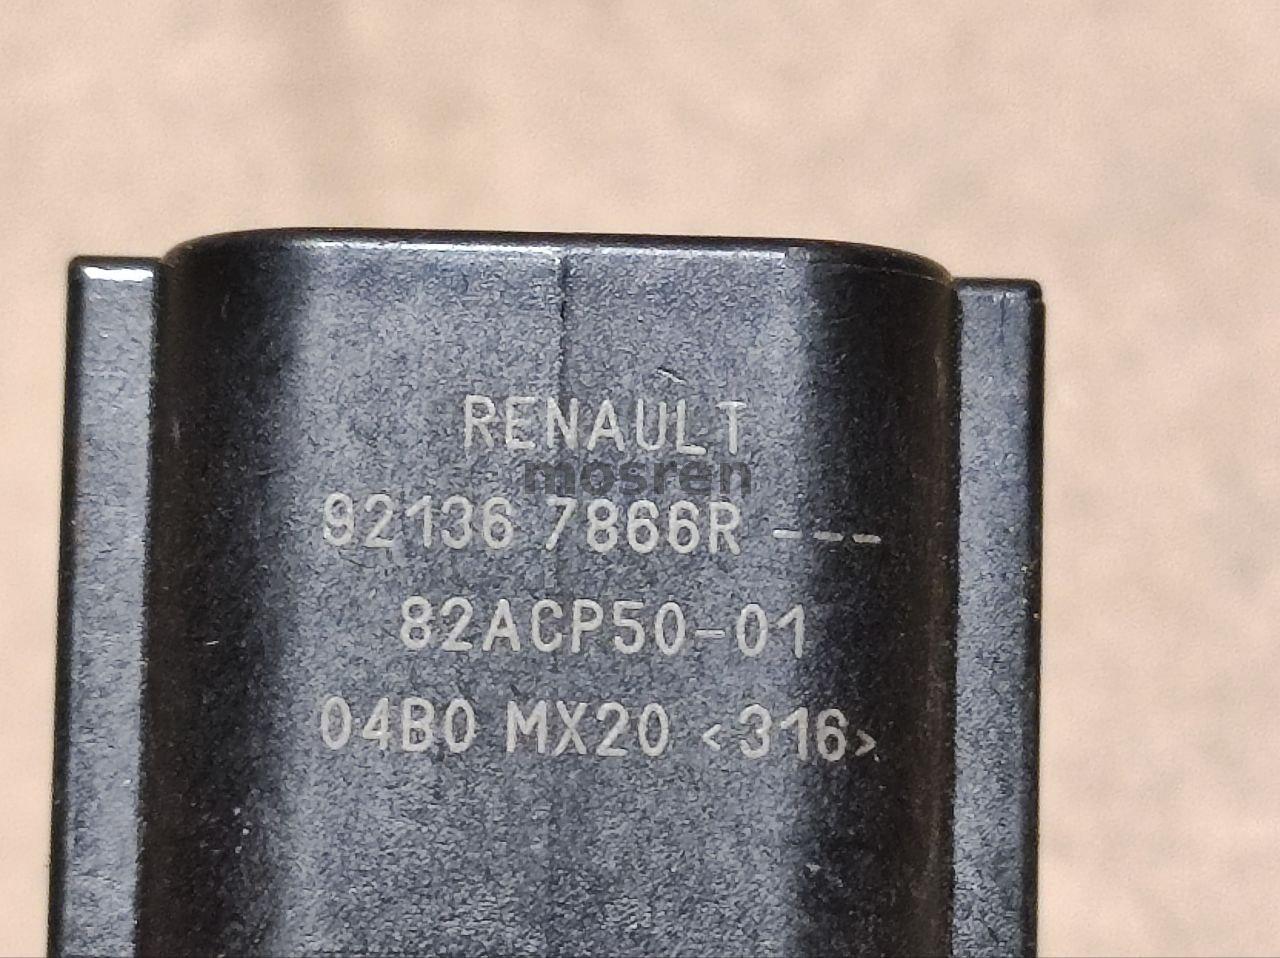 RENAULT
mosren
92136 7866R ---
82ACP50-01
04B0 MX20 <316>